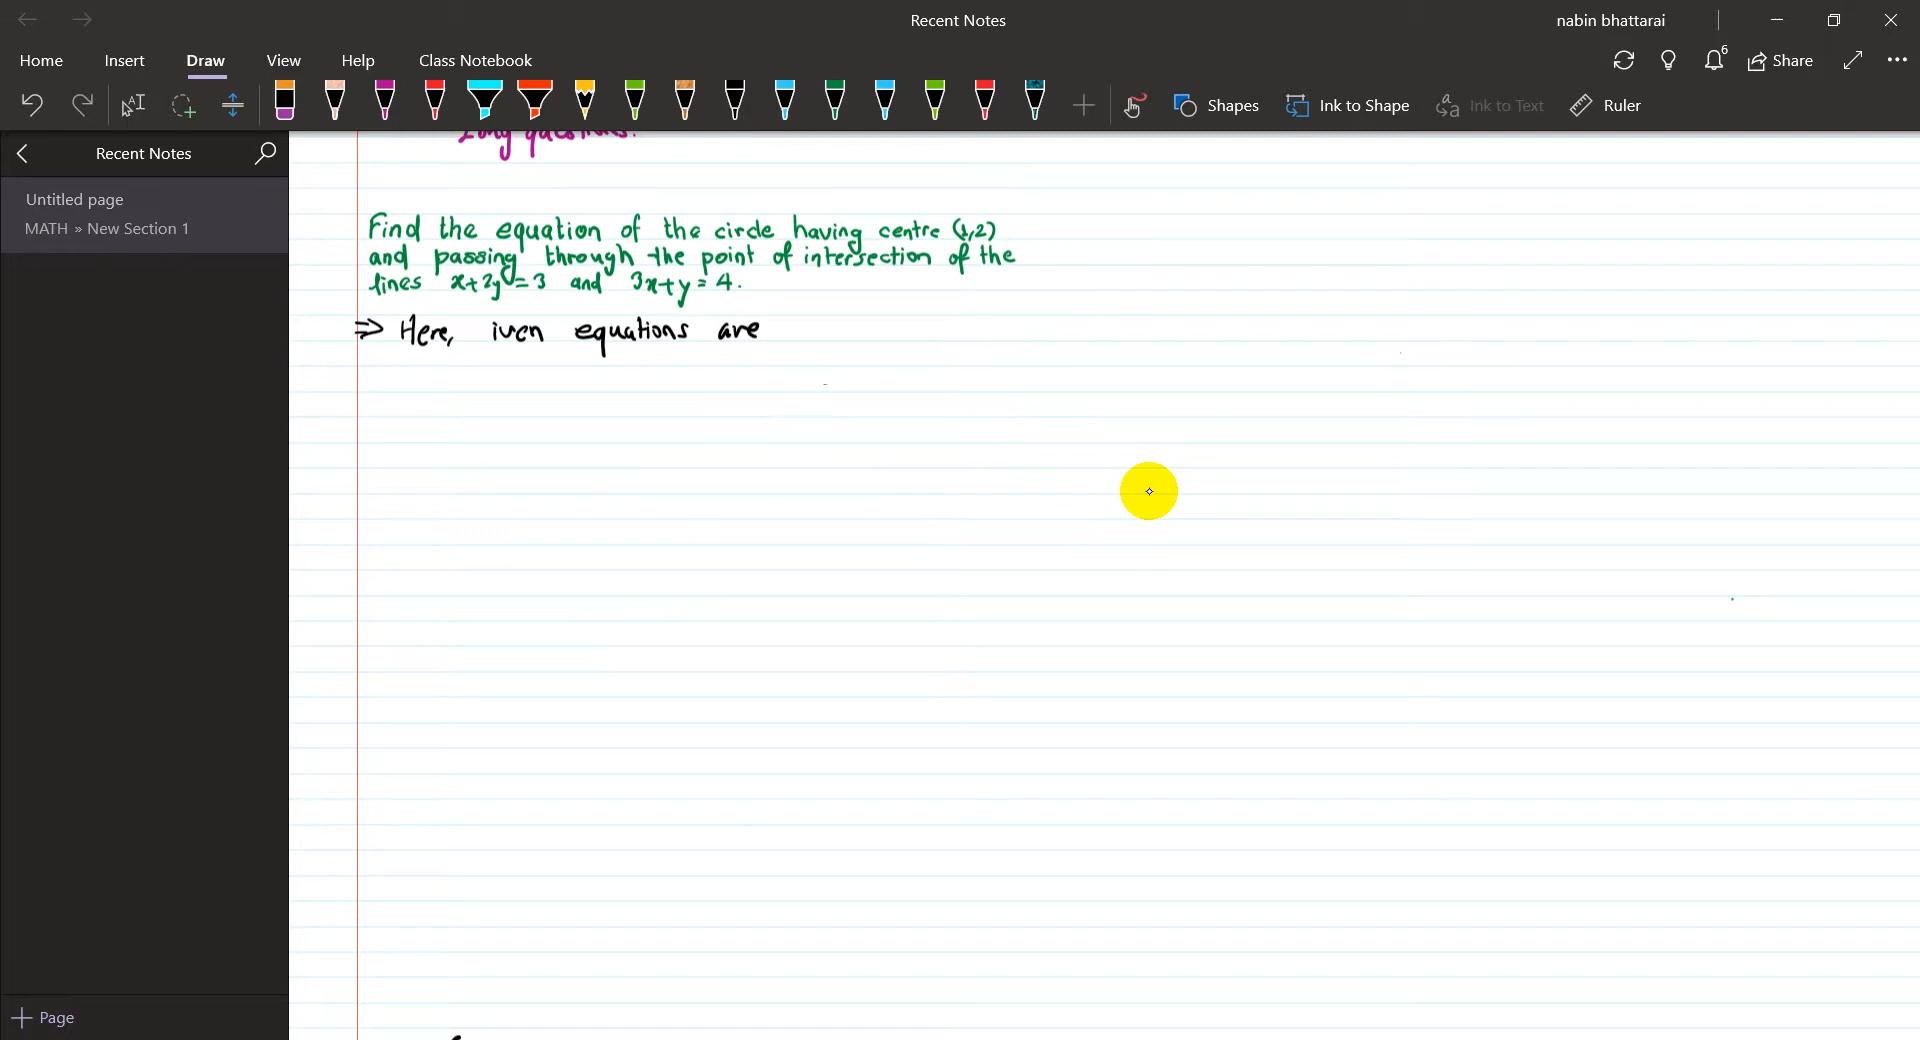 Recent Notes
nabin bhattarai
Home Insert Draw View Help Class Notebook
6
Share
Shapes Ink to Shape Ink to Text Ruler
Recent Notes
Untitled page
MATH » New Section 1
Long questions.
Find the equation of the circle having centre (1,2)
and passing through the point of intersection of the
lines x+2y=3 and 3x+y=4.
⇒ Here, iven equations are
+ Page